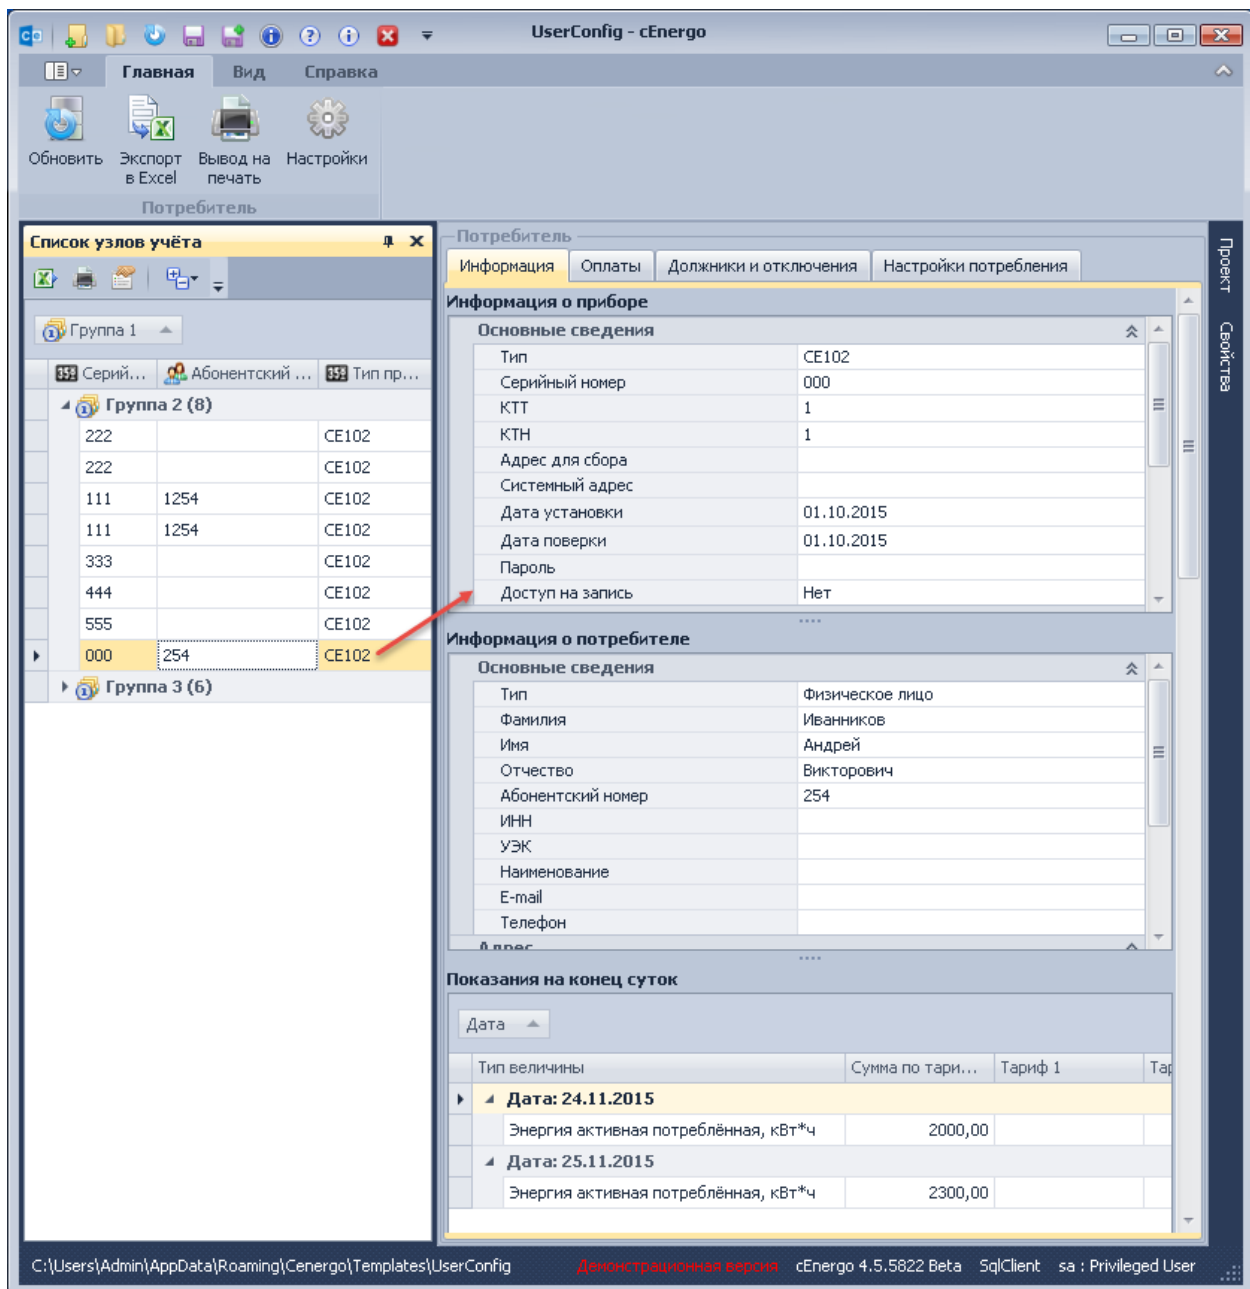 UserConfig - cEnergo
Главная Вид Справка
Обновить Экспорт в Excel Вывод на печать Настройки
Потребитель
Список узлов учёта
Группа 1
Серий... Абонентский ... Тип пр...
Группа 2 (8)
222 CE102
222 CE102
111 1254 CE102
111 1254 CE102
333 CE102
444 CE102
555 CE102
000 254 CE102
Группа 3 (6)
Потребитель
Информация Оплаты Должники и отключения Настройки потребления
Информация о приборе
Основные сведения
Тип CE102
Серийный номер 000
КТТ 1
КТН 1
Адрес для сбора
Системный адрес
Дата установки 01.10.2015
Дата поверки 01.10.2015
Пароль
Доступ на запись Нет
Информация о потребителе
Основные сведения
Тип Физическое лицо
Фамилия Иванников
Имя Андрей
Отчество Викторович
Абонентский номер 254
ИНН
УЭК
Наименование
E-mail
Телефон
Адрес
Показания на конец суток
Дата
Тип величины Сумма по тари... Тариф 1 Тар
Дата: 24.11.2015
Энергия активная потреблённая, кВт*ч 2000,00
Дата: 25.11.2015
Энергия активная потреблённая, кВт*ч 2300,00
Проект
Свойства
C:\Users\Admin\AppData\Roaming\Cenergo\Templates\UserConfig Демонстрационная версия cEnergo 4.5.5822 Beta SqlClient sa : Privileged User